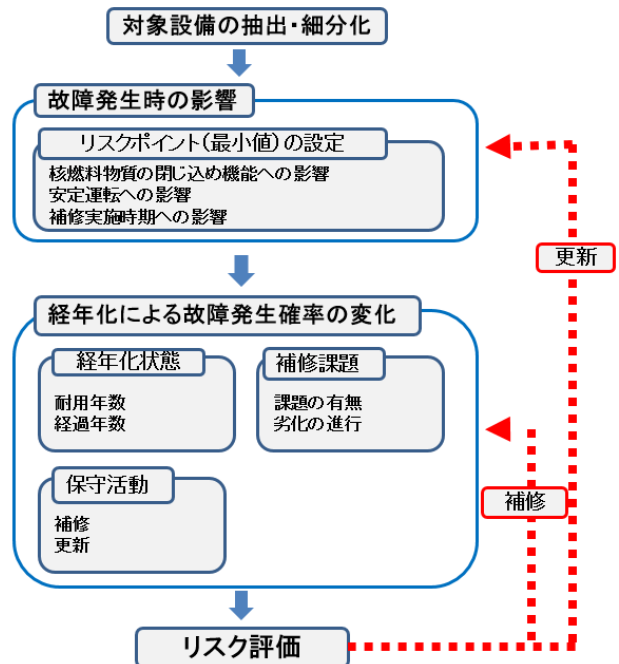 対象設備の抽出・細分化
故障発生時の影響
リスクポイント(最小値)の設定
核燃料物質の閉じ込め機能への影響
安定運転への影響
補修実施時期への影響
更新
経年化による故障発生確率の変化
経年化状態
耐用年数
経過年数
補修課題
課題の有無
劣化の進行
保守活動
補修
更新
補修
リスク評価